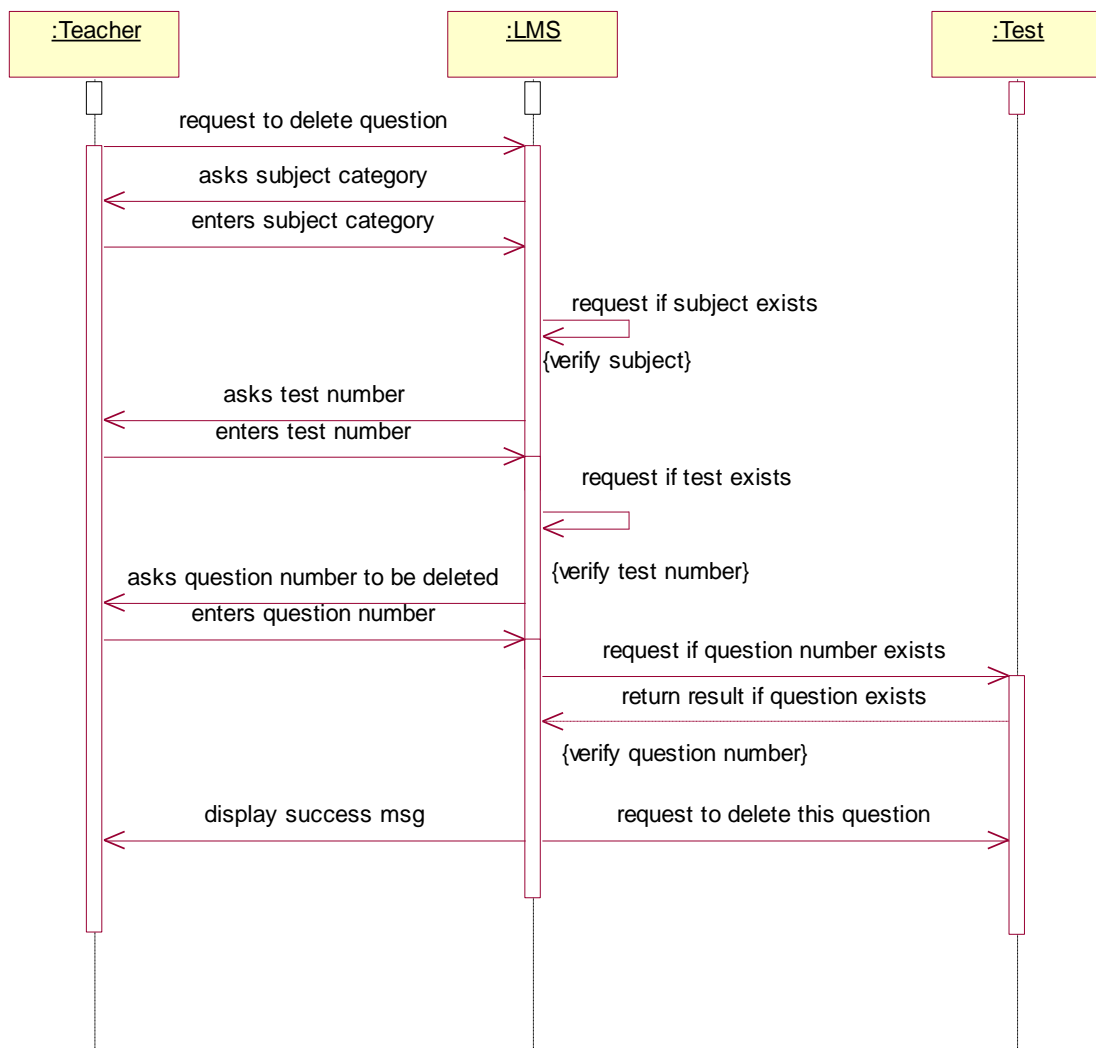 :Teacher
:LMS
:Test
request to delete question
asks subject category
enters subject category
request if subject exists
{verify subject}
asks test number
enters test number
request if test exists
{verify test number}
asks question number to be deleted
enters question number
request if question number exists
return result if question exists
{verify question number}
display success msg
request to delete this question